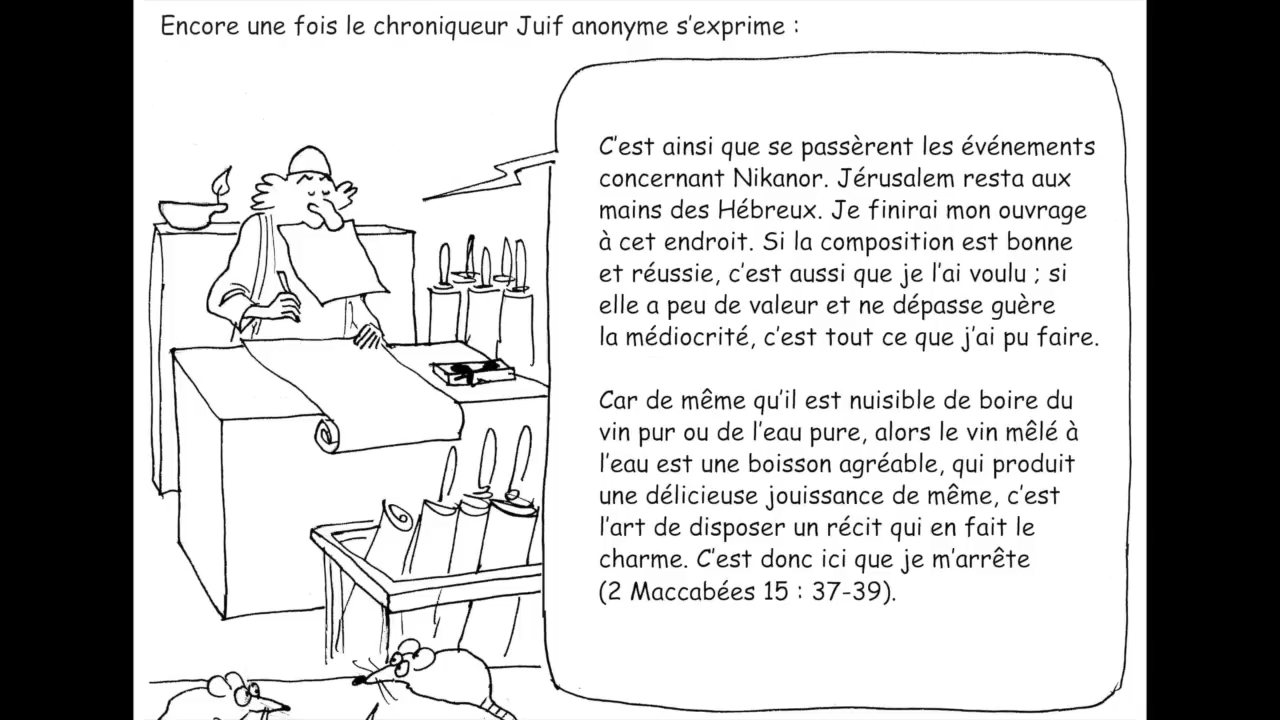 Encore une fois le chroniqueur Juif anonyme s'exprime :
C'est ainsi que se passèrent les événements
concernant Nikanor. Jérusalem resta aux
mains des Hébreux. Je finirai mon ouvrage
à cet endroit. Si la composition est bonne
et réussie, c'est aussi que je l'ai voulu ; si
elle a peu de valeur et ne dépasse guère
la médiocrité, c'est tout ce que j'ai pu faire.
Car de même qu'il est nuisible de boire du
vin pur ou de l'eau pure, alors le vin mêlé à
l'eau est une boisson agréable, qui produit
une délicieuse jouissance de même, c'est
l'art de disposer un récit qui en fait le
charme. C'est donc ici que je m'arrête
(2 Maccabées 15 : 37-39).